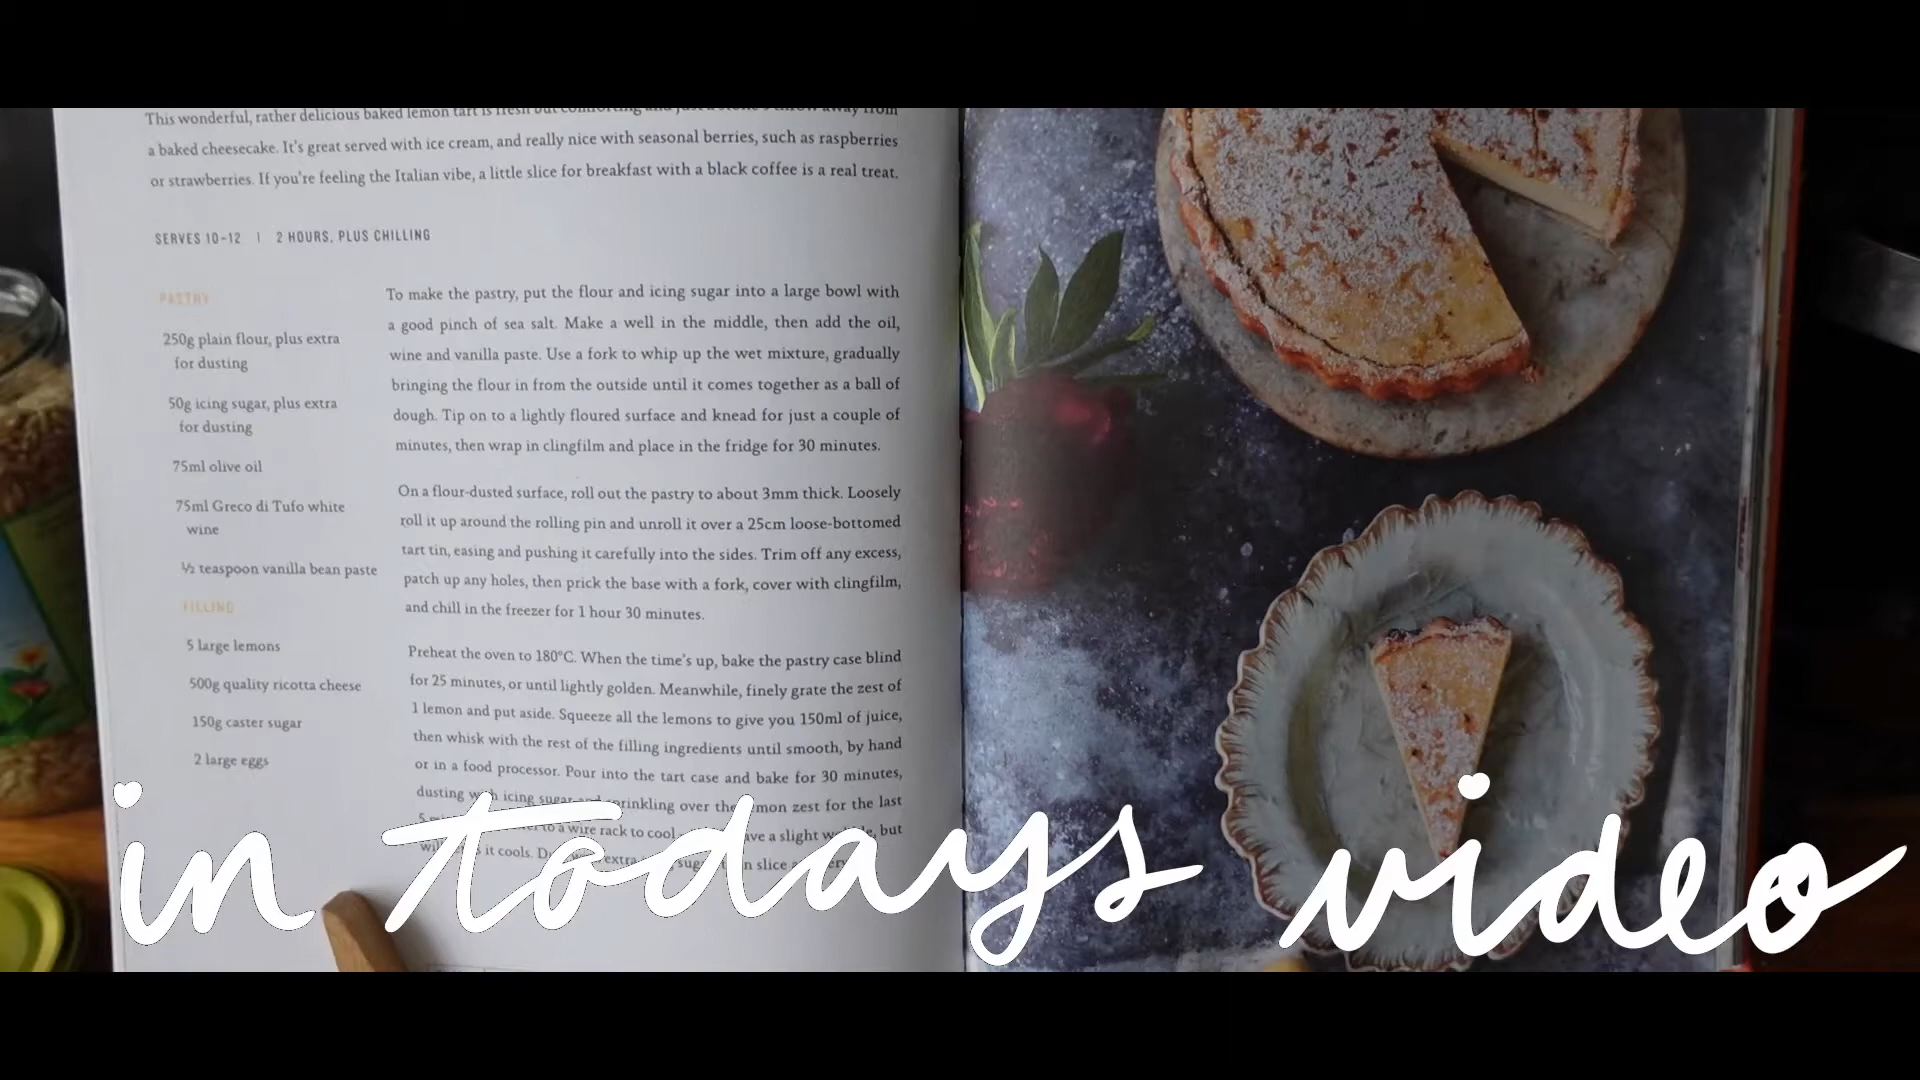 This wonderful, rather delicious baked lemon tart is fresh but comforting and just a stone's throw away from
a baked cheesecake. It's great served with ice cream, and really nice with seasonal berries, such as raspberries
or strawberries. If you're feeling the Italian vibe, a little slice for breakfast with a black coffee is a real treat.
SERVES 10-12 | 2 HOURS, PLUS CHILLING
PASTRY
250g plain flour, plus extra
for dusting
50g icing sugar, plus extra
for dusting
75ml olive oil
75ml Greco di Tufo white
wine
½ teaspoon vanilla bean paste
FILLING
5 large lemons
500g quality ricotta cheese
150g caster sugar
2 large eggs
To make the pastry, put the flour and icing sugar into a large bowl with
a good pinch of sea salt. Make a well in the middle, then add the oil,
wine and vanilla paste. Use a fork to whip up the wet mixture, gradually
bringing the flour in from the outside until it comes together as a ball of
dough. Tip on to a lightly floured surface and knead for just a couple of
minutes, then wrap in clingfilm and place in the fridge for 30 minutes.
On a flour-dusted surface, roll out the pastry to about 3mm thick. Loosely
roll it up around the rolling pin and unroll it over a 25cm loose-bottomed
tart tin, easing and pushing it carefully into the sides. Trim off any excess,
patch up any holes, then prick the base with a fork, cover with clingfilm,
and chill in the freezer for 1 hour 30 minutes.
Preheat the oven to 180°C. When the time's up, bake the pastry case blind
for 25 minutes, or until lightly golden. Meanwhile, finely grate the zest of
1 lemon and put aside. Squeeze all the lemons to give you 150ml of juice,
then whisk with the rest of the filling ingredients until smooth, by hand
or in a food processor. Pour into the tart case and bake for 30 minutes,
dusting with icing sugar and sprinkling over the lemon zest for the last
5 to a wire rack to cool have a slight wobble, but
it cools. extra sugar slice
in todays video